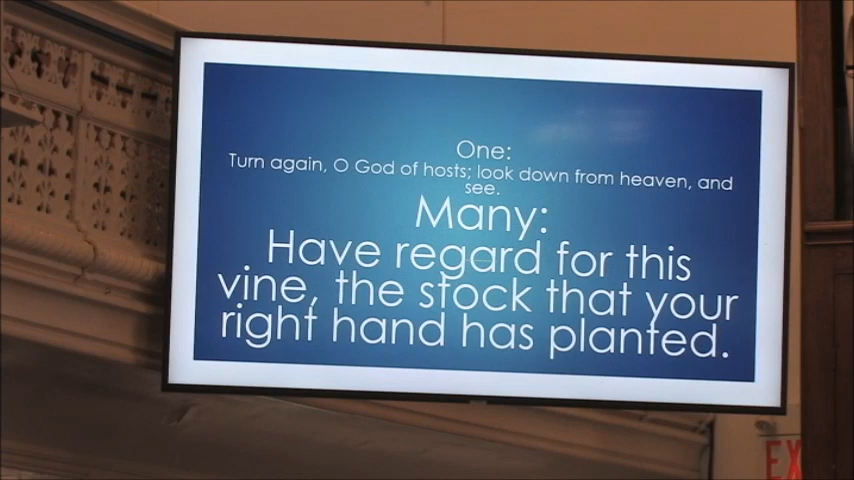 One:
Turn again, O God of hosts; look down from heaven, and
see.
Many:
Have regard for this
vine, the stock that your
right hand has planted.
EX